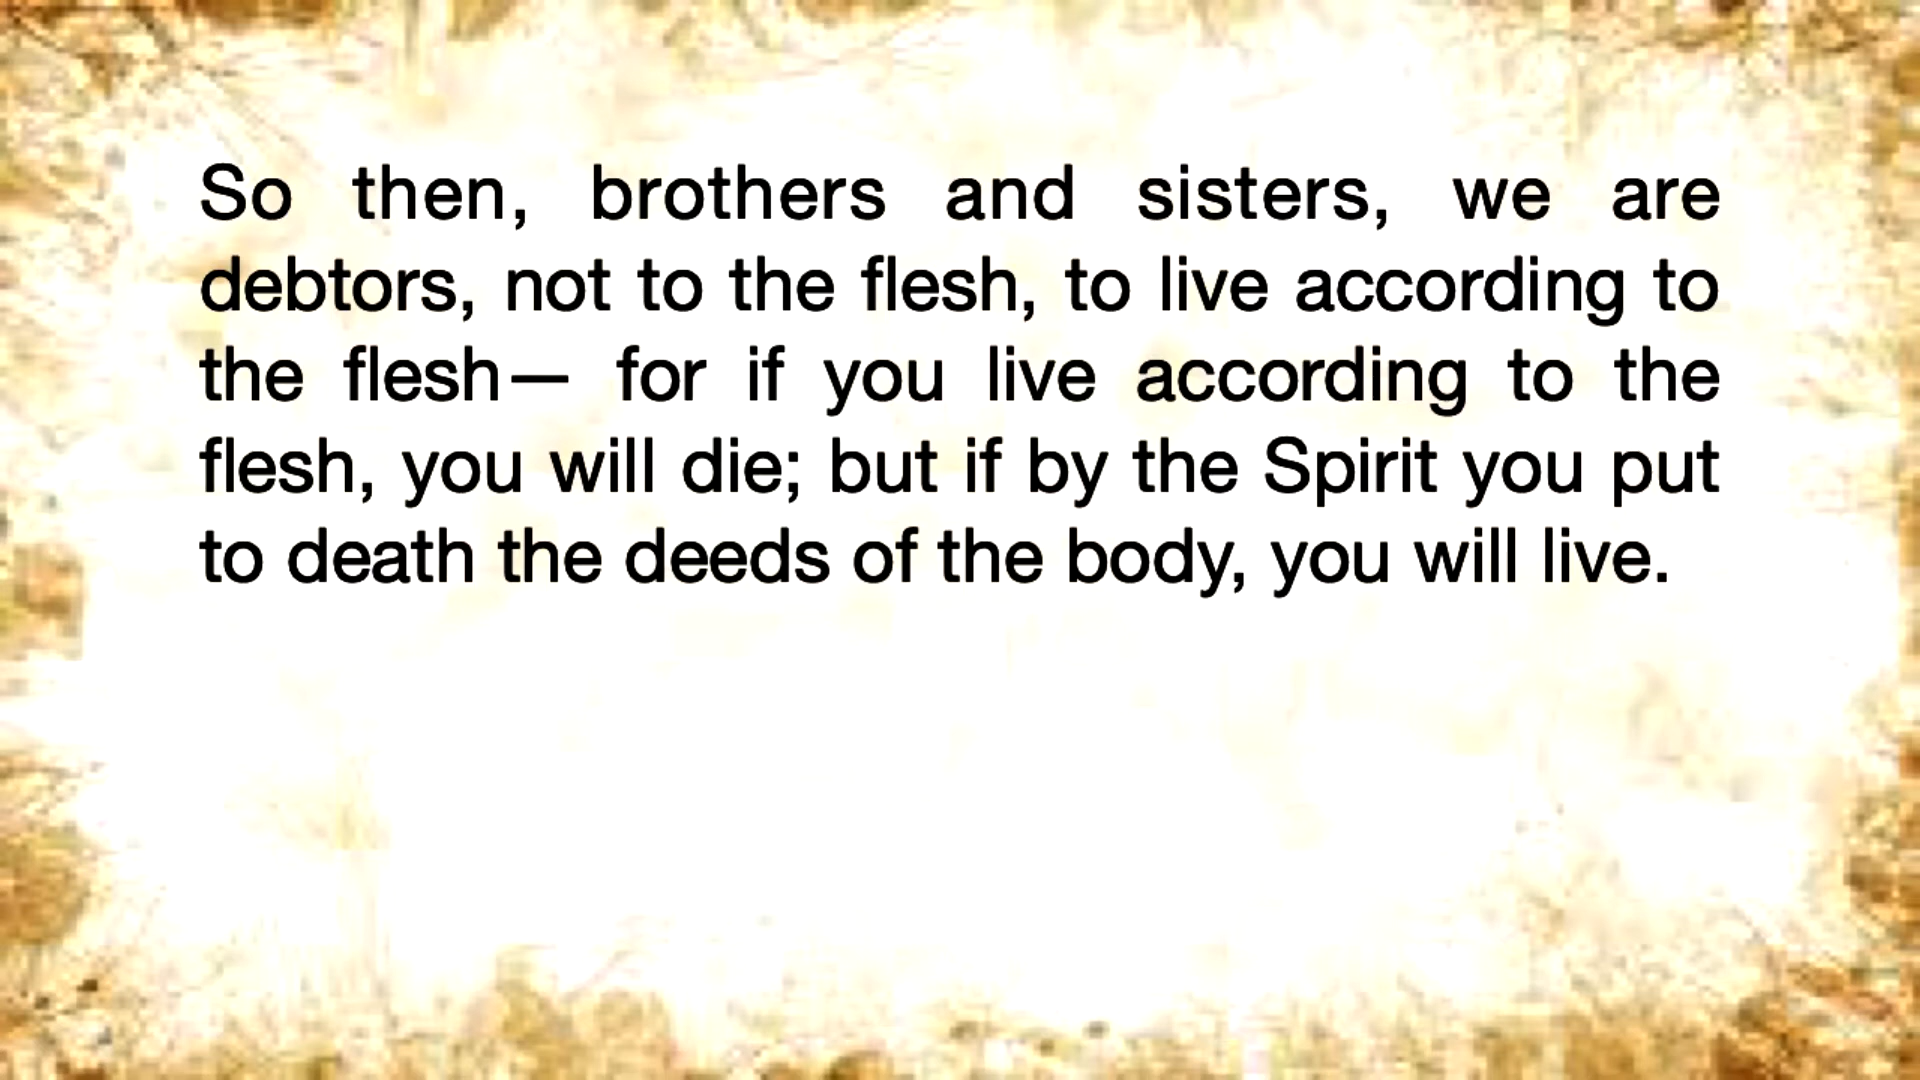 So then, brothers and sisters, we are
debtors, not to the flesh, to live according to
the flesh— for if you live according to the
flesh, you will die; but if by the Spirit you put
to death the deeds of the body, you will live.